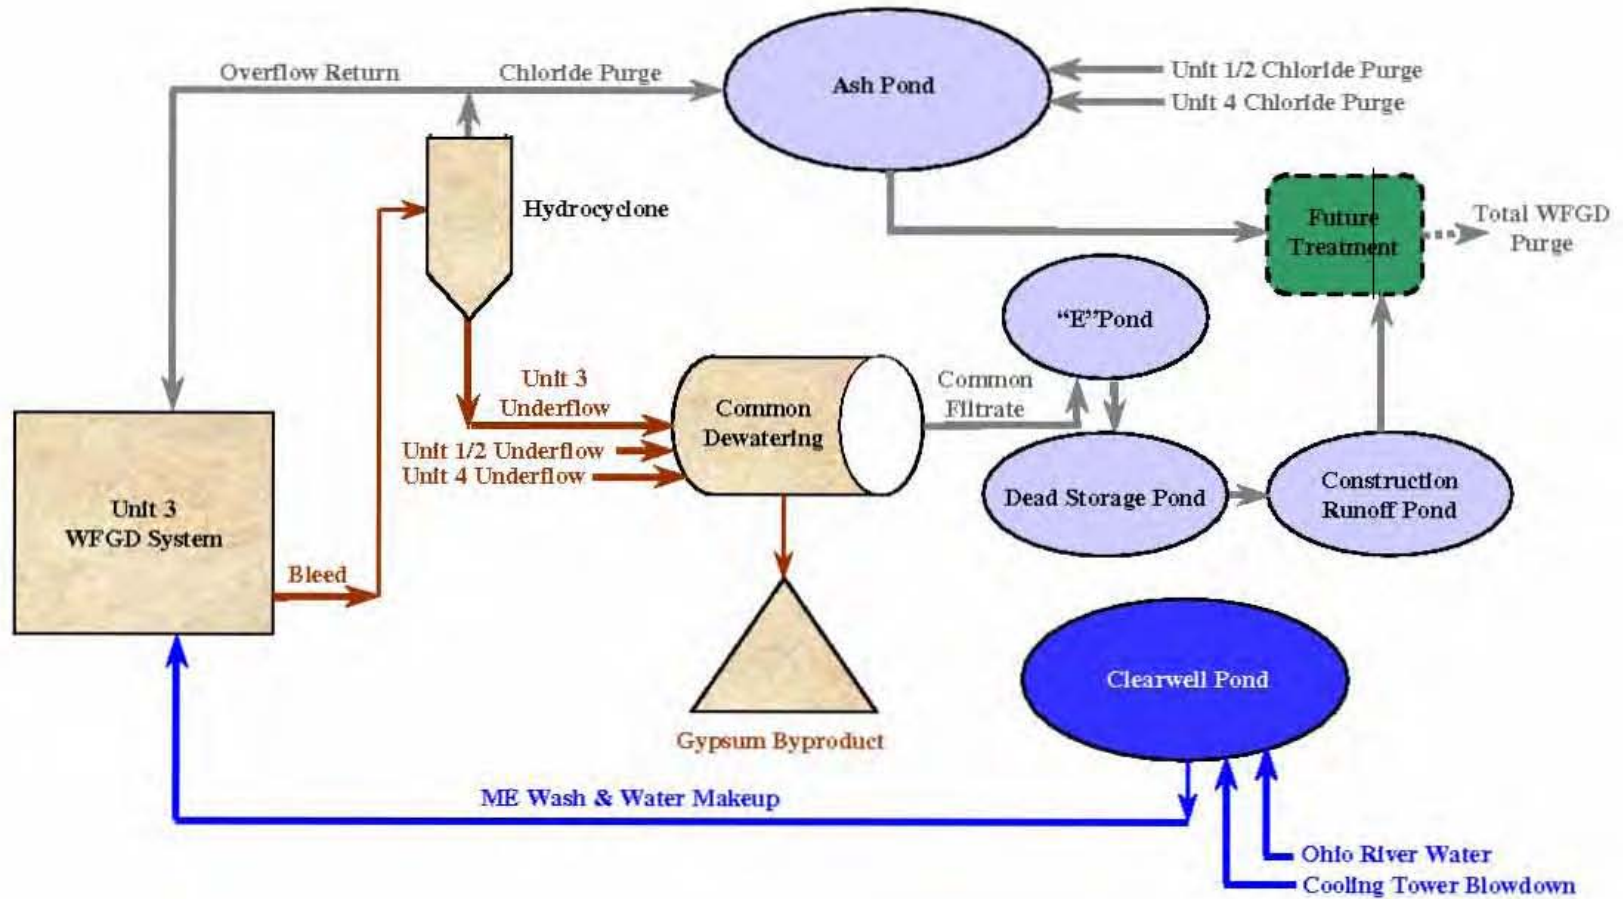 Overflow Return
Chloride Purge
Ash Pond
Unit 1/2 Chloride Purge
Unit 4 Chloride Purge
Hydrocyclone
Future
Treatment
Total WFGD
Purge
“E”Pond
Unit 3
Underflow
Unit 1/2 Underflow
Unit 4 Underflow
Common
Dewatering
Common
Filtrate
Dead Storage Pond
Construction
Runoff Pond
Unit 3
WFGD System
Bleed
Gypsum Byproduct
Clearwell Pond
ME Wash & Water Makeup
Ohio River Water
Cooling Tower Blowdown